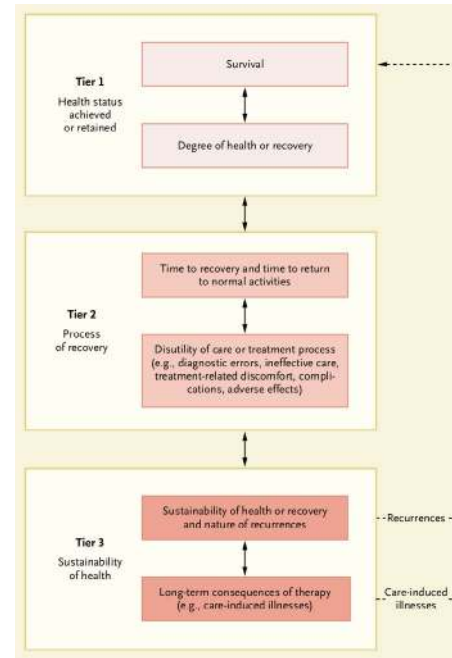 Tier 1
Health status
achieved
or retained
Survival
Degree of health or recovery
Tier 2
Process
of recovery
Time to recovery and time to return
to normal activities
Disutility of care or treatment process
(e.g., diagnostic errors, ineffective care,
treatment-related discomfort, compli-
cations, adverse effects)
Tier 3
Sustainability
of health
Sustainability of health or recovery
and nature of recurrences
Recurrences
Long-term consequences of therapy
(e.g., care-induced illnesses)
Care-induced
illnesses